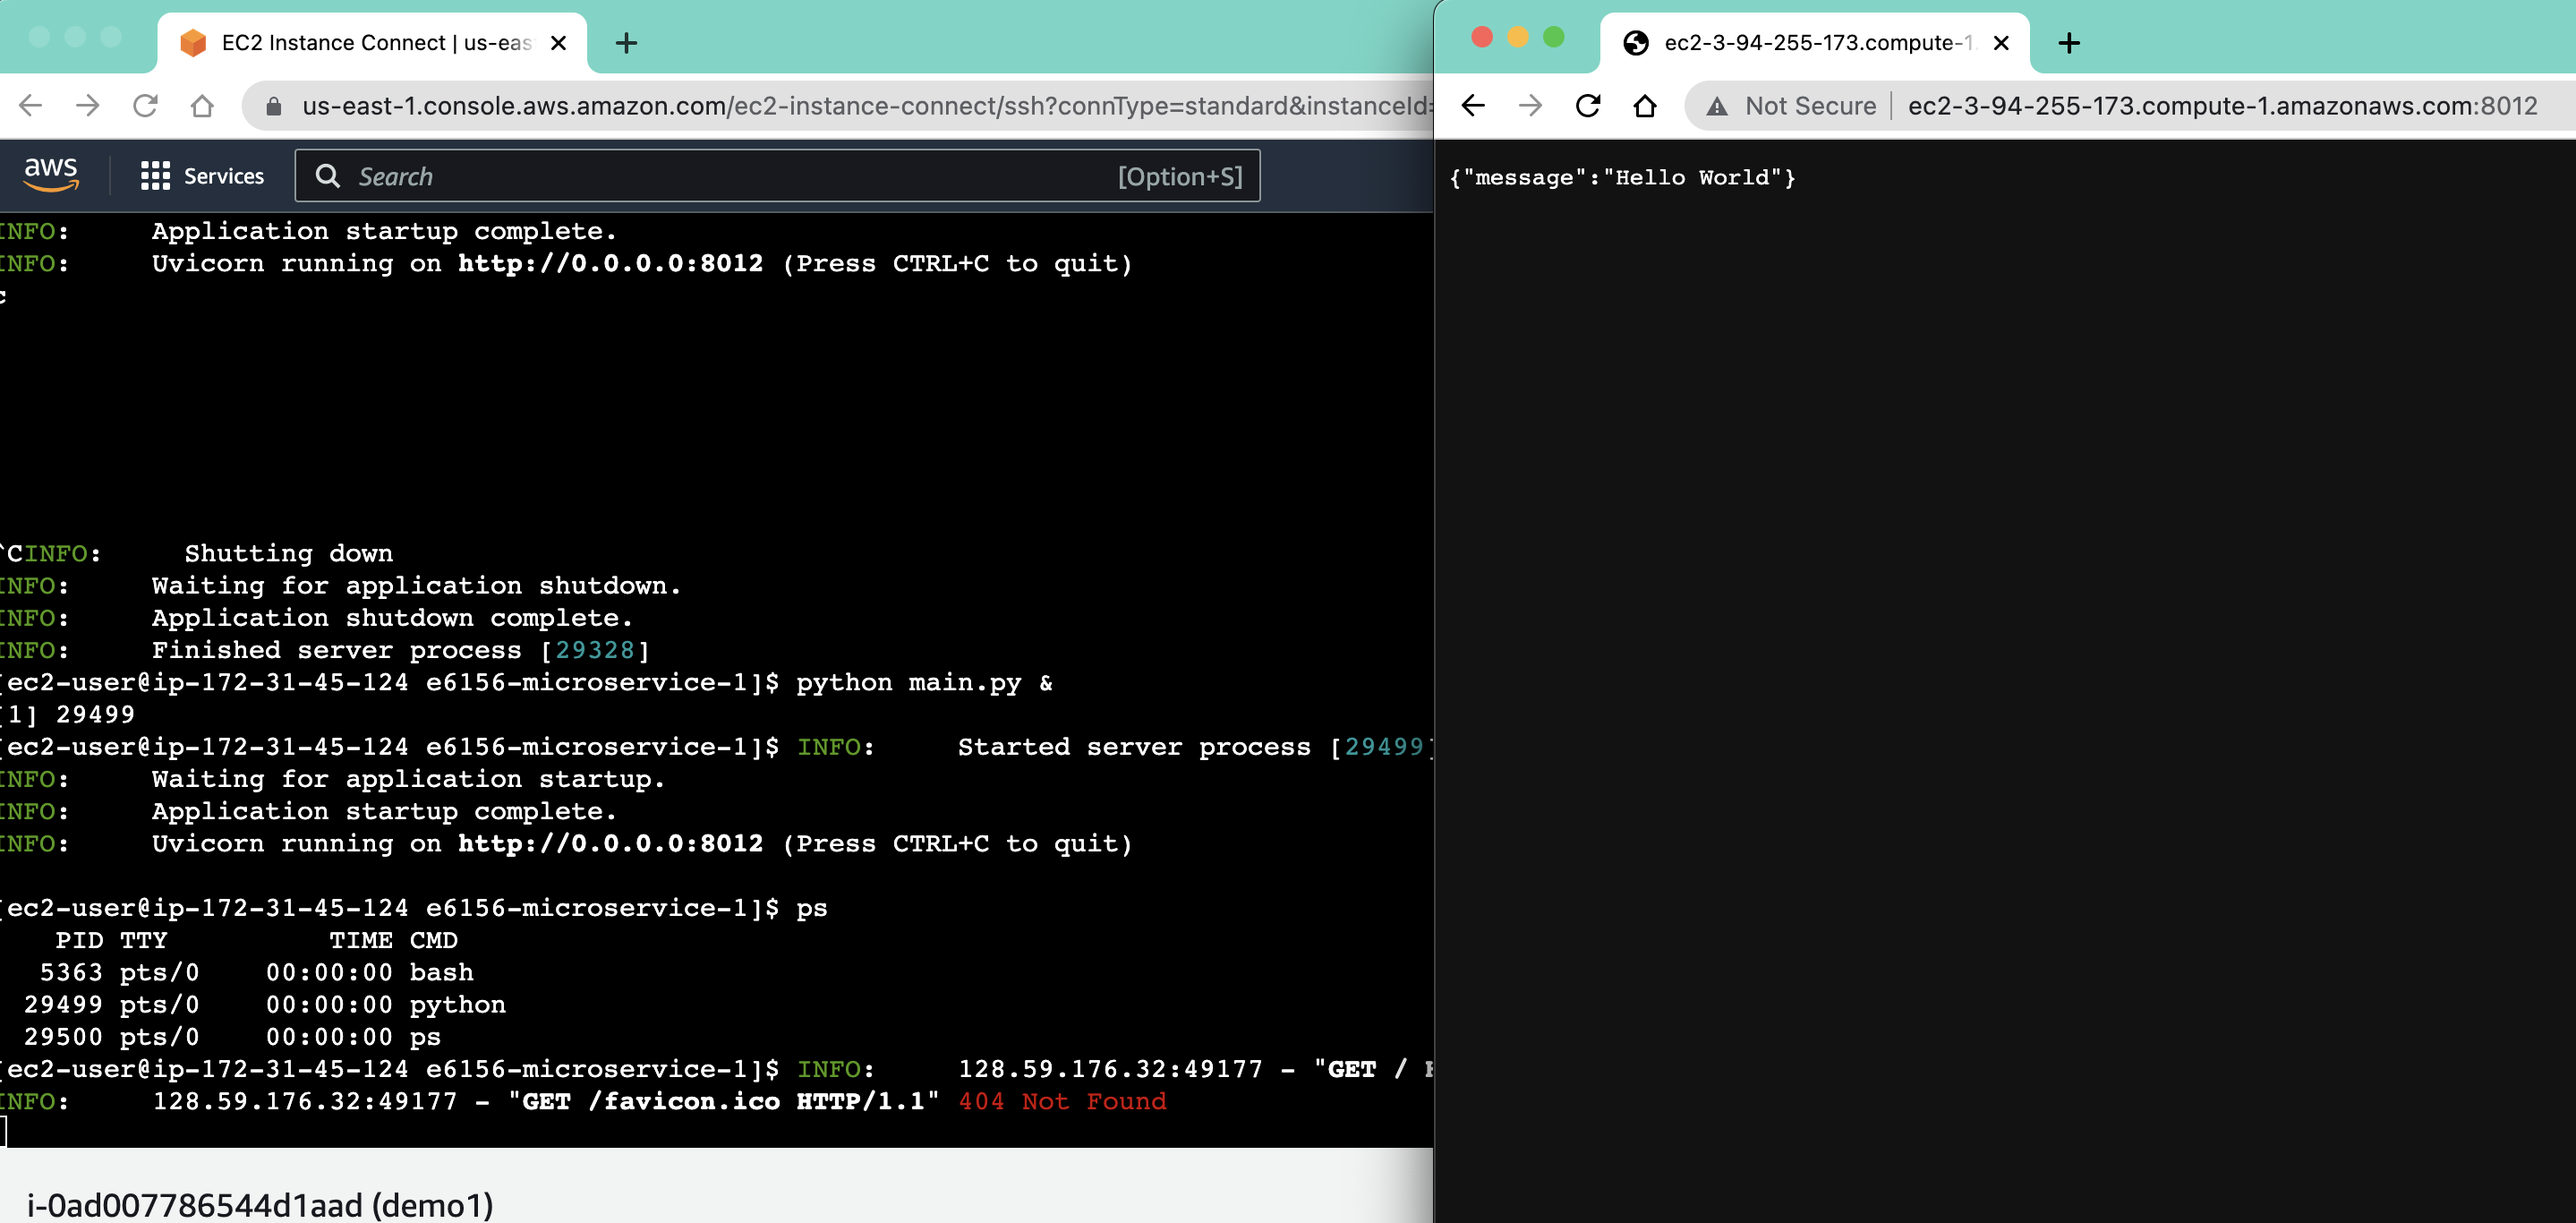 EC2 Instance Connect | us-eas
us-east-1.console.aws.amazon.com/ec2-instance-connect/ssh?connType=standard&instanceId=
aws Services Search [Option+S]
INFO: Application startup complete.
INFO: Uvicorn running on http://0.0.0.0:8012 (Press CTRL+C to quit)
c
^CINFO: Shutting down
INFO: Waiting for application shutdown.
INFO: Application shutdown complete.
INFO: Finished server process [29328]
[ec2-user@ip-172-31-45-124 e6156-microservice-1]$ python main.py &
[1] 29499
[ec2-user@ip-172-31-45-124 e6156-microservice-1]$ INFO: Started server process [29499]
INFO: Waiting for application startup.
INFO: Application startup complete.
INFO: Uvicorn running on http://0.0.0.0:8012 (Press CTRL+C to quit)
[ec2-user@ip-172-31-45-124 e6156-microservice-1]$ ps
PID TTY TIME CMD
5363 pts/0 00:00:00 bash
29499 pts/0 00:00:00 python
29500 pts/0 00:00:00 ps
[ec2-user@ip-172-31-45-124 e6156-microservice-1]$ INFO: 128.59.176.32:49177 - "GET /
INFO: 128.59.176.32:49177 - "GET /favicon.ico HTTP/1.1" 404 Not Found
i-0ad007786544d1aad (demo1)
ec2-3-94-255-173.compute-1.
Not Secure | ec2-3-94-255-173.compute-1.amazonaws.com:8012
{"message":"Hello World"}